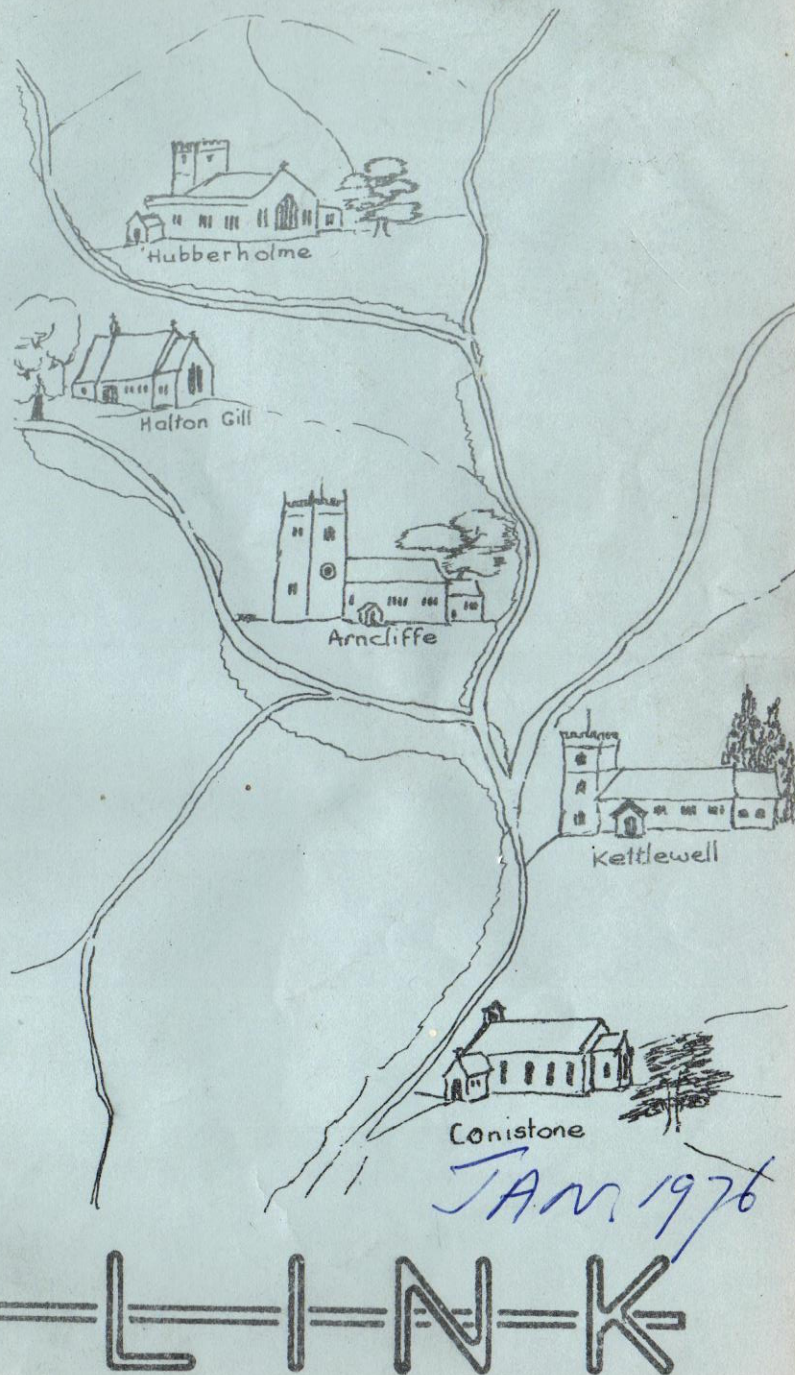 Hubberholme
Halton Gill
Arncliffe
Kettlewell
Conistone
JAN 1976
LINK